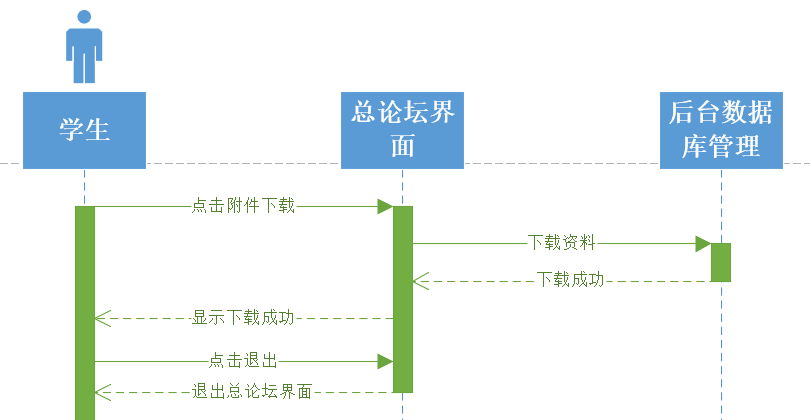 学生
总论坛界
面
后台数据
库管理
点击附件下载
下载资料
下载成功
显示下载成功
点击退出
退出总论坛界面